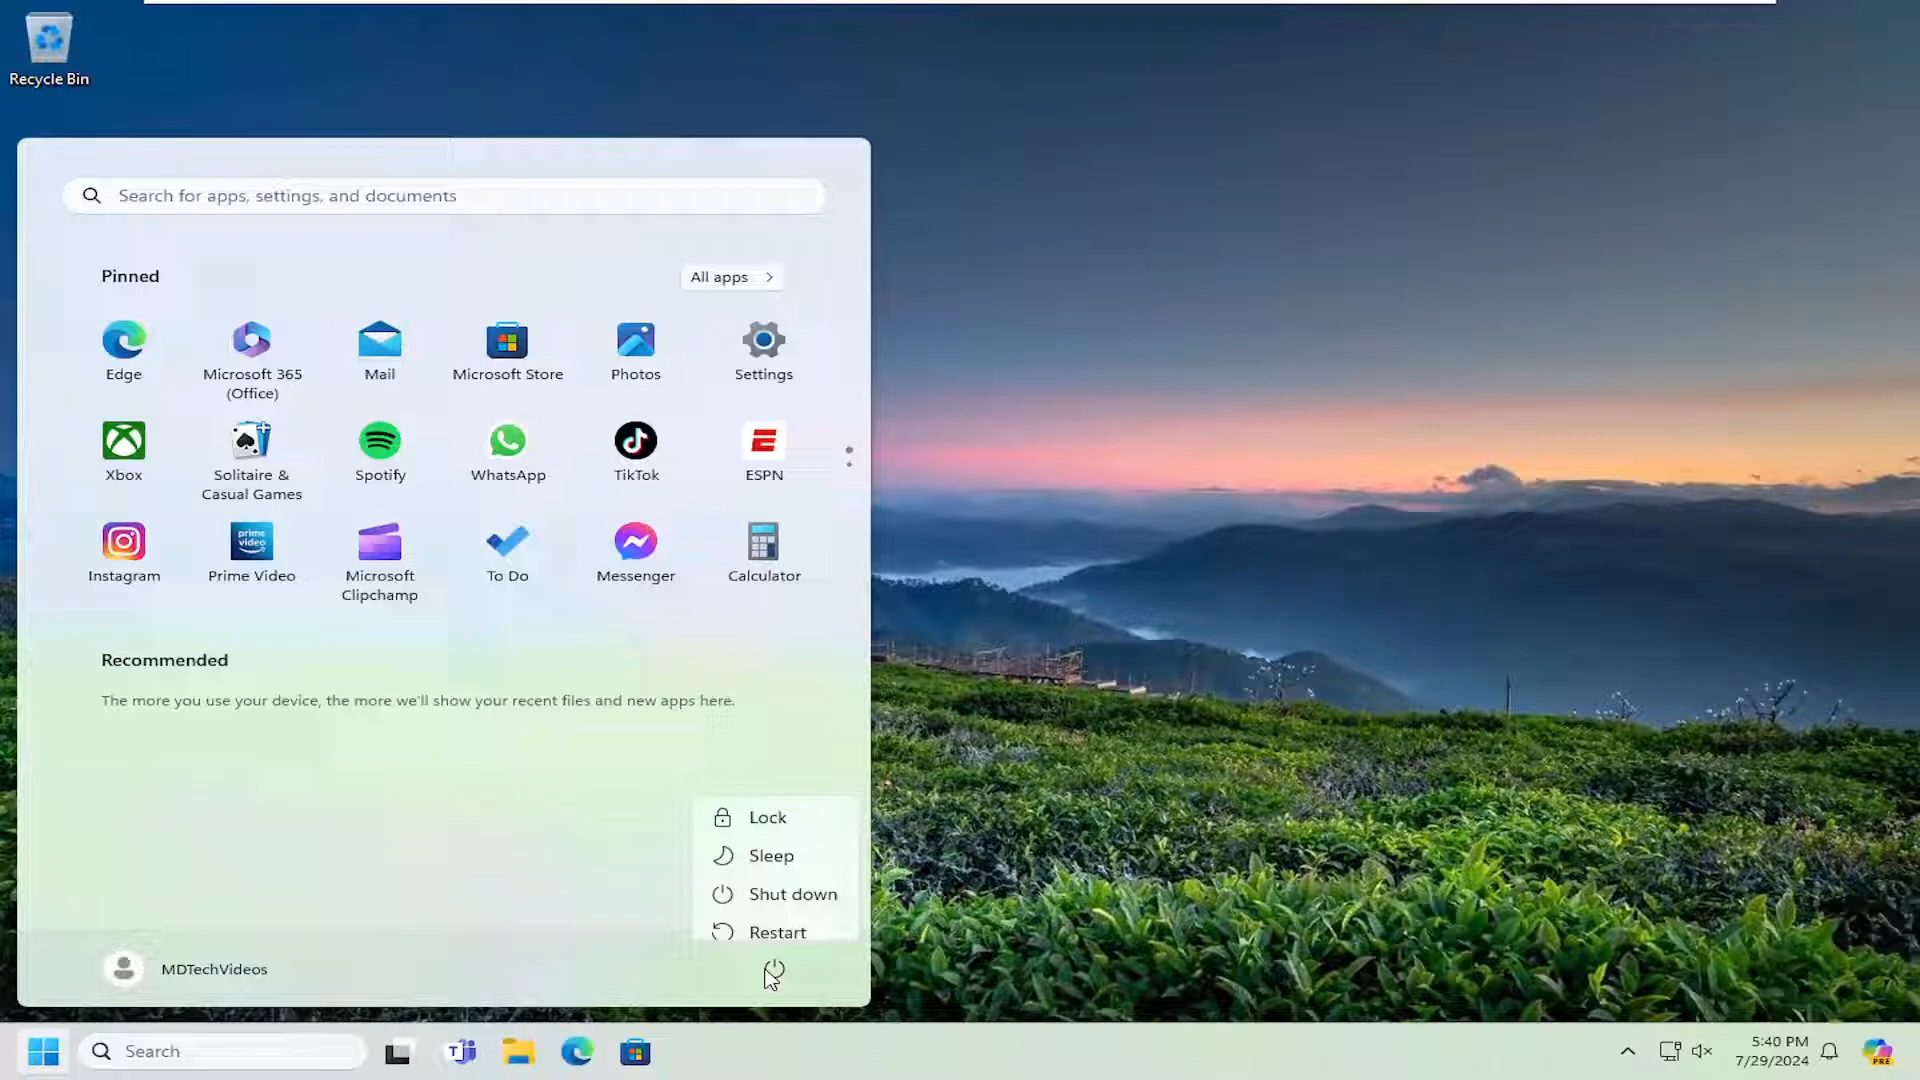 Recycle Bin
Search for apps, settings, and documents
Pinned
All apps
Edge
Microsoft 365
(Office)
Mail
Microsoft Store
Photos
Settings
Xbox
Solitaire &
Casual Games
Spotify
WhatsApp
TikTok
ESPN
Instagram
prime
video
Prime Video
Microsoft
Clipchamp
To Do
Messenger
Calculator
Recommended
The more you use your device, the more we'll show your recent files and new apps here.
Lock
Sleep
Shut down
Restart
MDTechVideos
Search
5:40 PM
7/29/2024
PRE